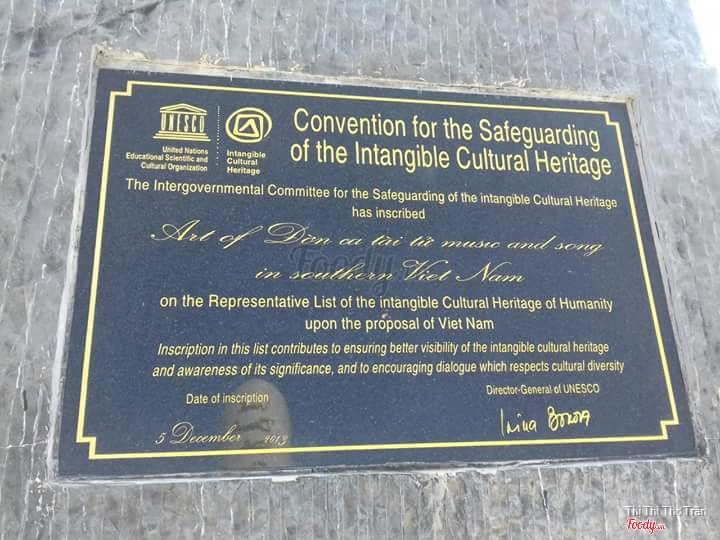 UNESCO
United Nations
Educational Scientific and
Cultural Organization
Intangible
Cultural
Heritage
Convention for the Safeguarding
of the Intangible Cultural Heritage
The Intergovernmental Committee for the Safeguarding of the intangible Cultural Heritage
has inscribed
Art of Đờn ca tài tử music and song
in southern Viet Nam
on the Representative List of the intangible Cultural Heritage of Humanity
upon the proposal of Viet Nam
Inscription in this list contributes to ensuring better visibility of the intangible cultural heritage
and awareness of its significance, and to encouraging dialogue which respects cultural diversity
Date of inscription
Director-General of UNESCO
5 December 2013
Irina Bokova
Foody
Thi Thi Thơ Trần
Foody.vn